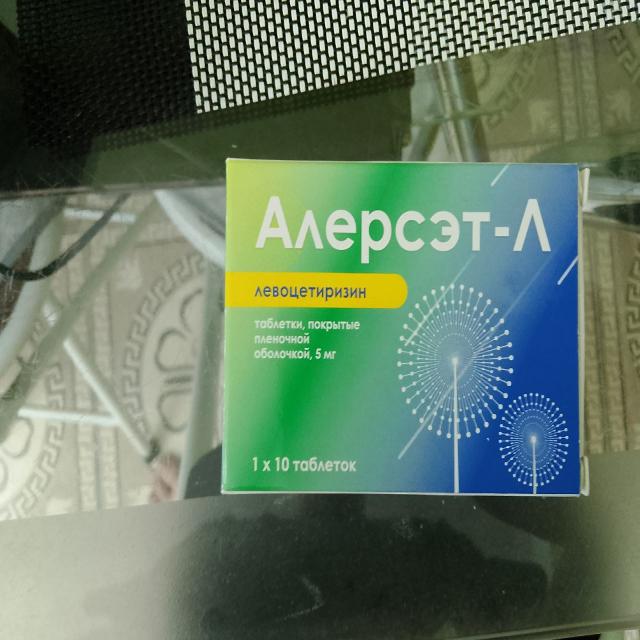 Алерсэт-Л
левоцетиризин
таблетки, покрытые
пленочной
оболочкой, 5 мг
1 x 10 таблеток